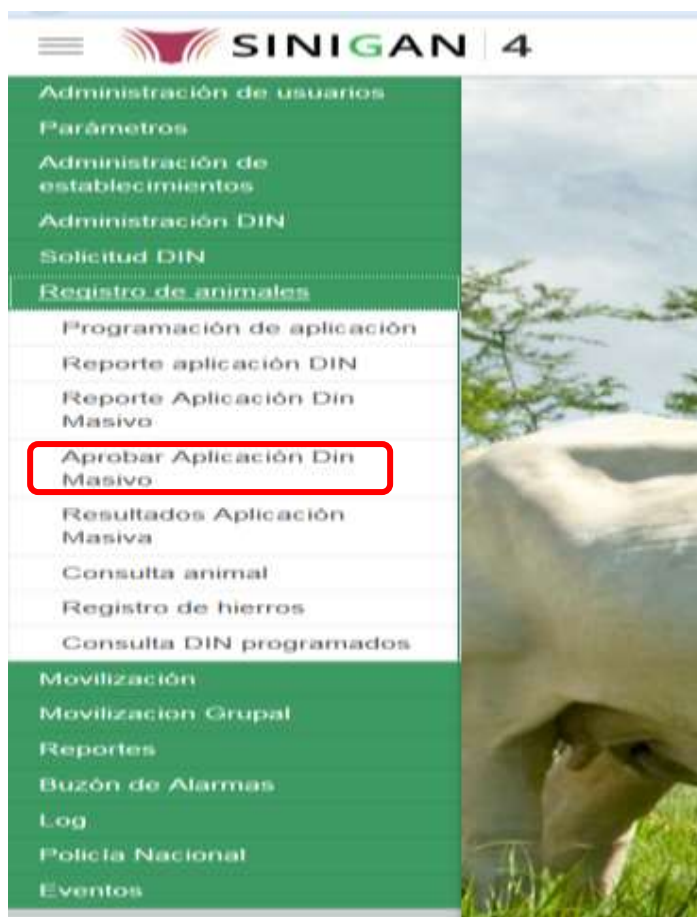 SINIGAN 4
Administración de usuarios
Parámetros
Administración de
establecimientos
Administración DIN
Solicitud DIN
Registro de animales
Programación de aplicación
Reporte aplicación DIN
Reporte Aplicación Din
Masivo
Aprobar Aplicación Din
Masivo
Resultados Aplicación
Masiva
Consulta animal
Registro de hierros
Consulta DIN programados
Movilización
Movilizacion Grupal
Reportes
Buzón de Alarmas
Log
Policía Nacional
Eventos